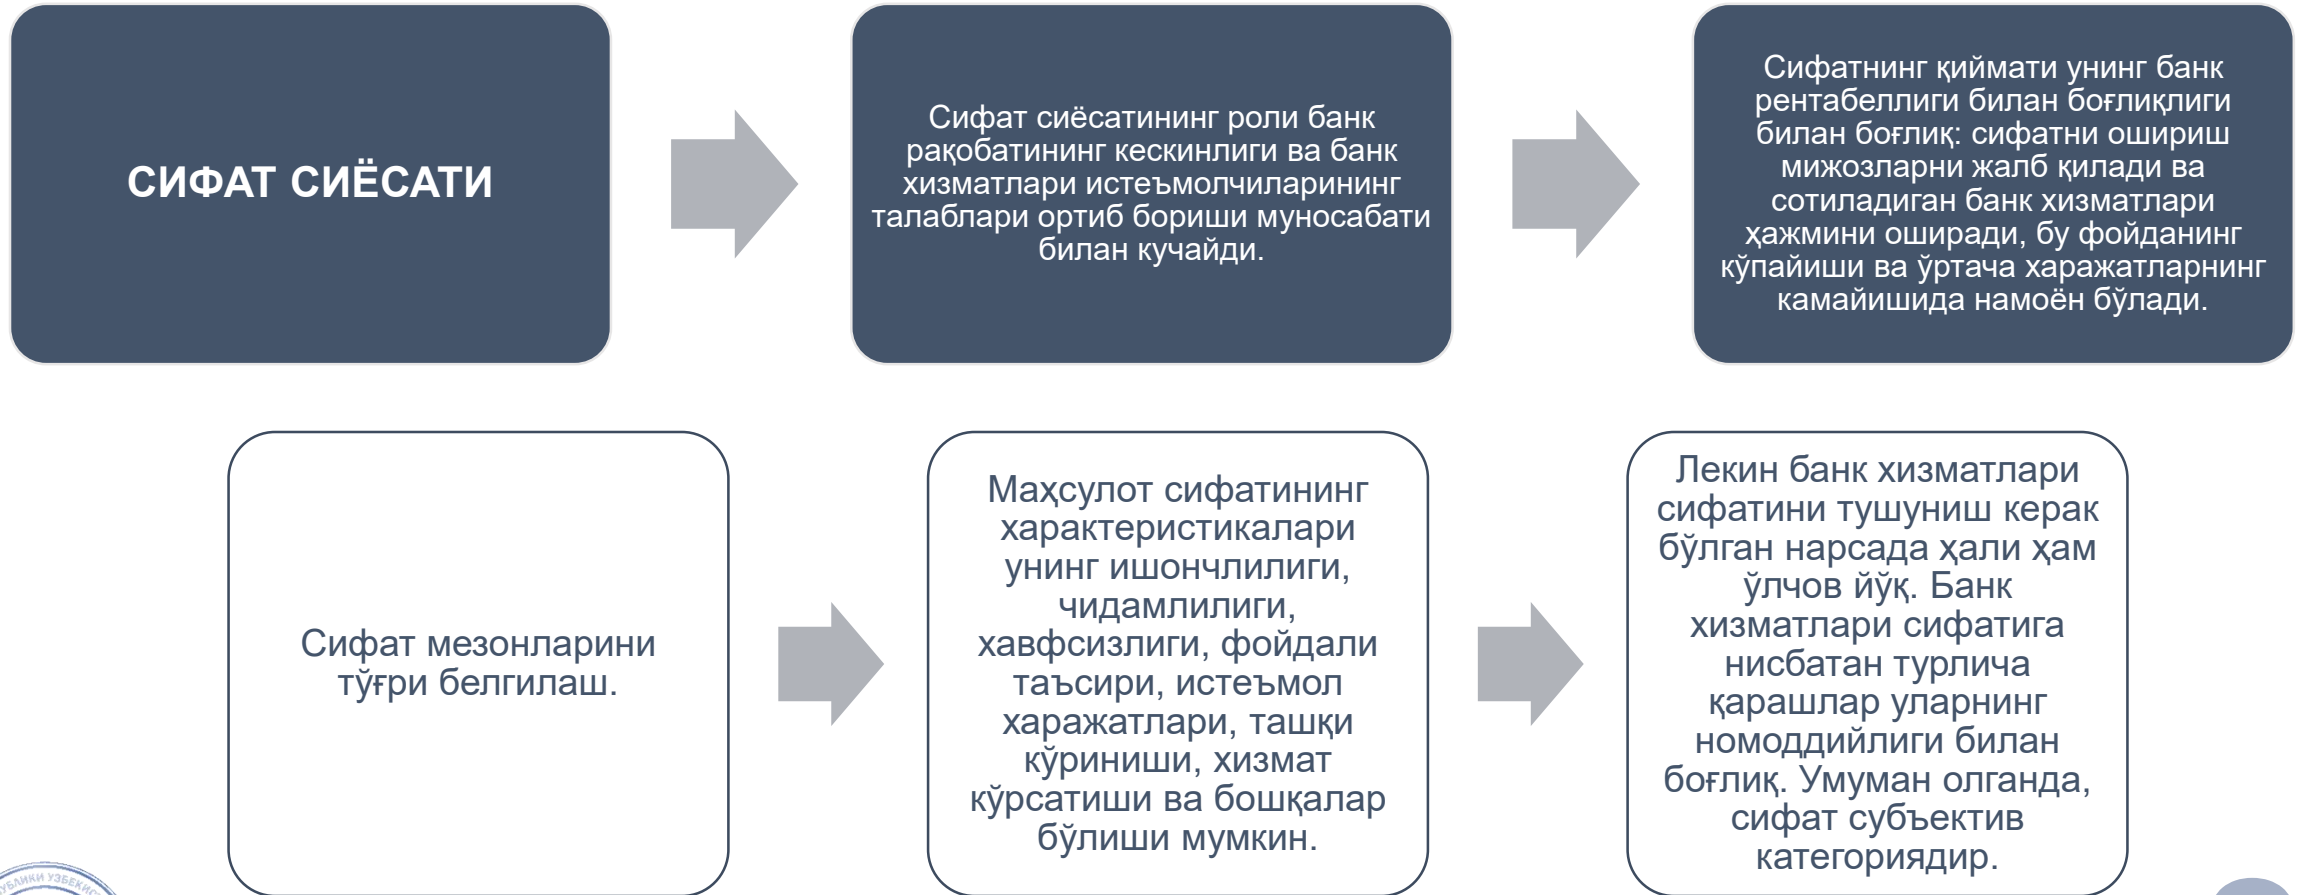 СИФАТ СИЁСАТИ
Сифат сиёсатининг роли банк
рақобатининг кескинлиги ва банк
хизматлари истеъмолчиларининг
талаблари ортиб бориши муносабати
билан кучайди.
Сифатнинг қиймати унинг банк
рентабеллиги билан боғлиқлиги
билан боғлиқ: сифатни ошириш
мижозларни жалб қилади ва
сотиладиган банк хизматлари
ҳажмини оширади, бу фойданинг
кўпайиши ва ўртача харажатларнинг
камайишида намоён бўлади.
Сифат мезонларини
тўғри белгилаш.
Маҳсулот сифатининг
характеристикалари
унинг ишончлилиги,
чидамлилиги,
хавфсизлиги, фойдали
таъсири, истеъмол
харажатлари, ташқи
кўриниши, хизмат
кўрсатиши ва бошқалар
бўлиши мумкин.
Лекин банк хизматлари
сифатини тушуниш керак
бўлган нарсада ҳали ҳам
ўлчов йўқ. Банк
хизматлари сифатига
нисбатан турлича
қарашлар уларнинг
номоддийлиги билан
боғлиқ. Умуман олганда,
сифат субъектив
категориядир.